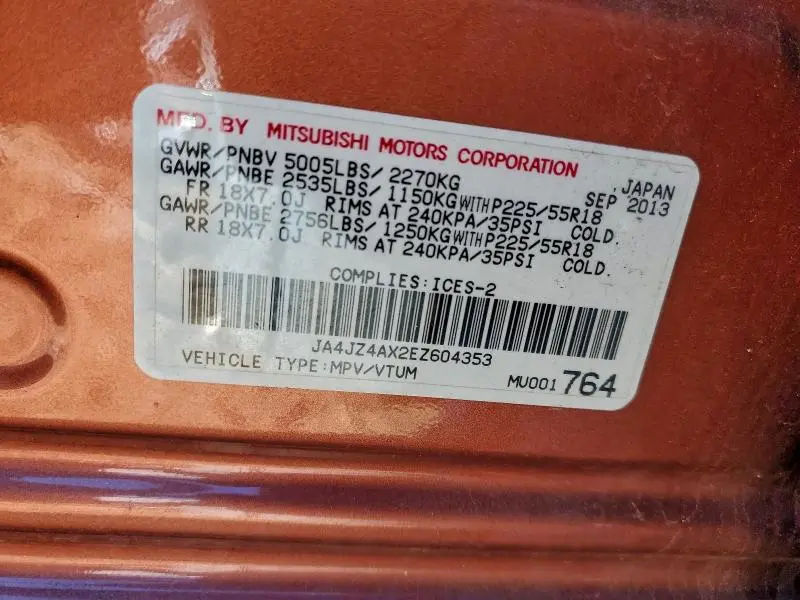 MFD. BY MITSUBISHI MOTORS CORPORATION
GVWR/PNBV 5005LBS/ 2270KG , JAPAN
GAWR/PNBE 2535LBS/ 1150KG WITH P225/55R18 SEP 2013
FR 18X7.0J RIMS AT 240KPA/35PSI COLD.
GAWR/PNBE 2756LBS/ 1250KG WITH P225/55R18
RR 18X7.0J RIMS AT 240KPA/35PSI COLD.
COMPLIES:ICES-2
JA4JZ4AX2EZ604353
VEHICLE TYPE:MPV/VTUM MU001 764